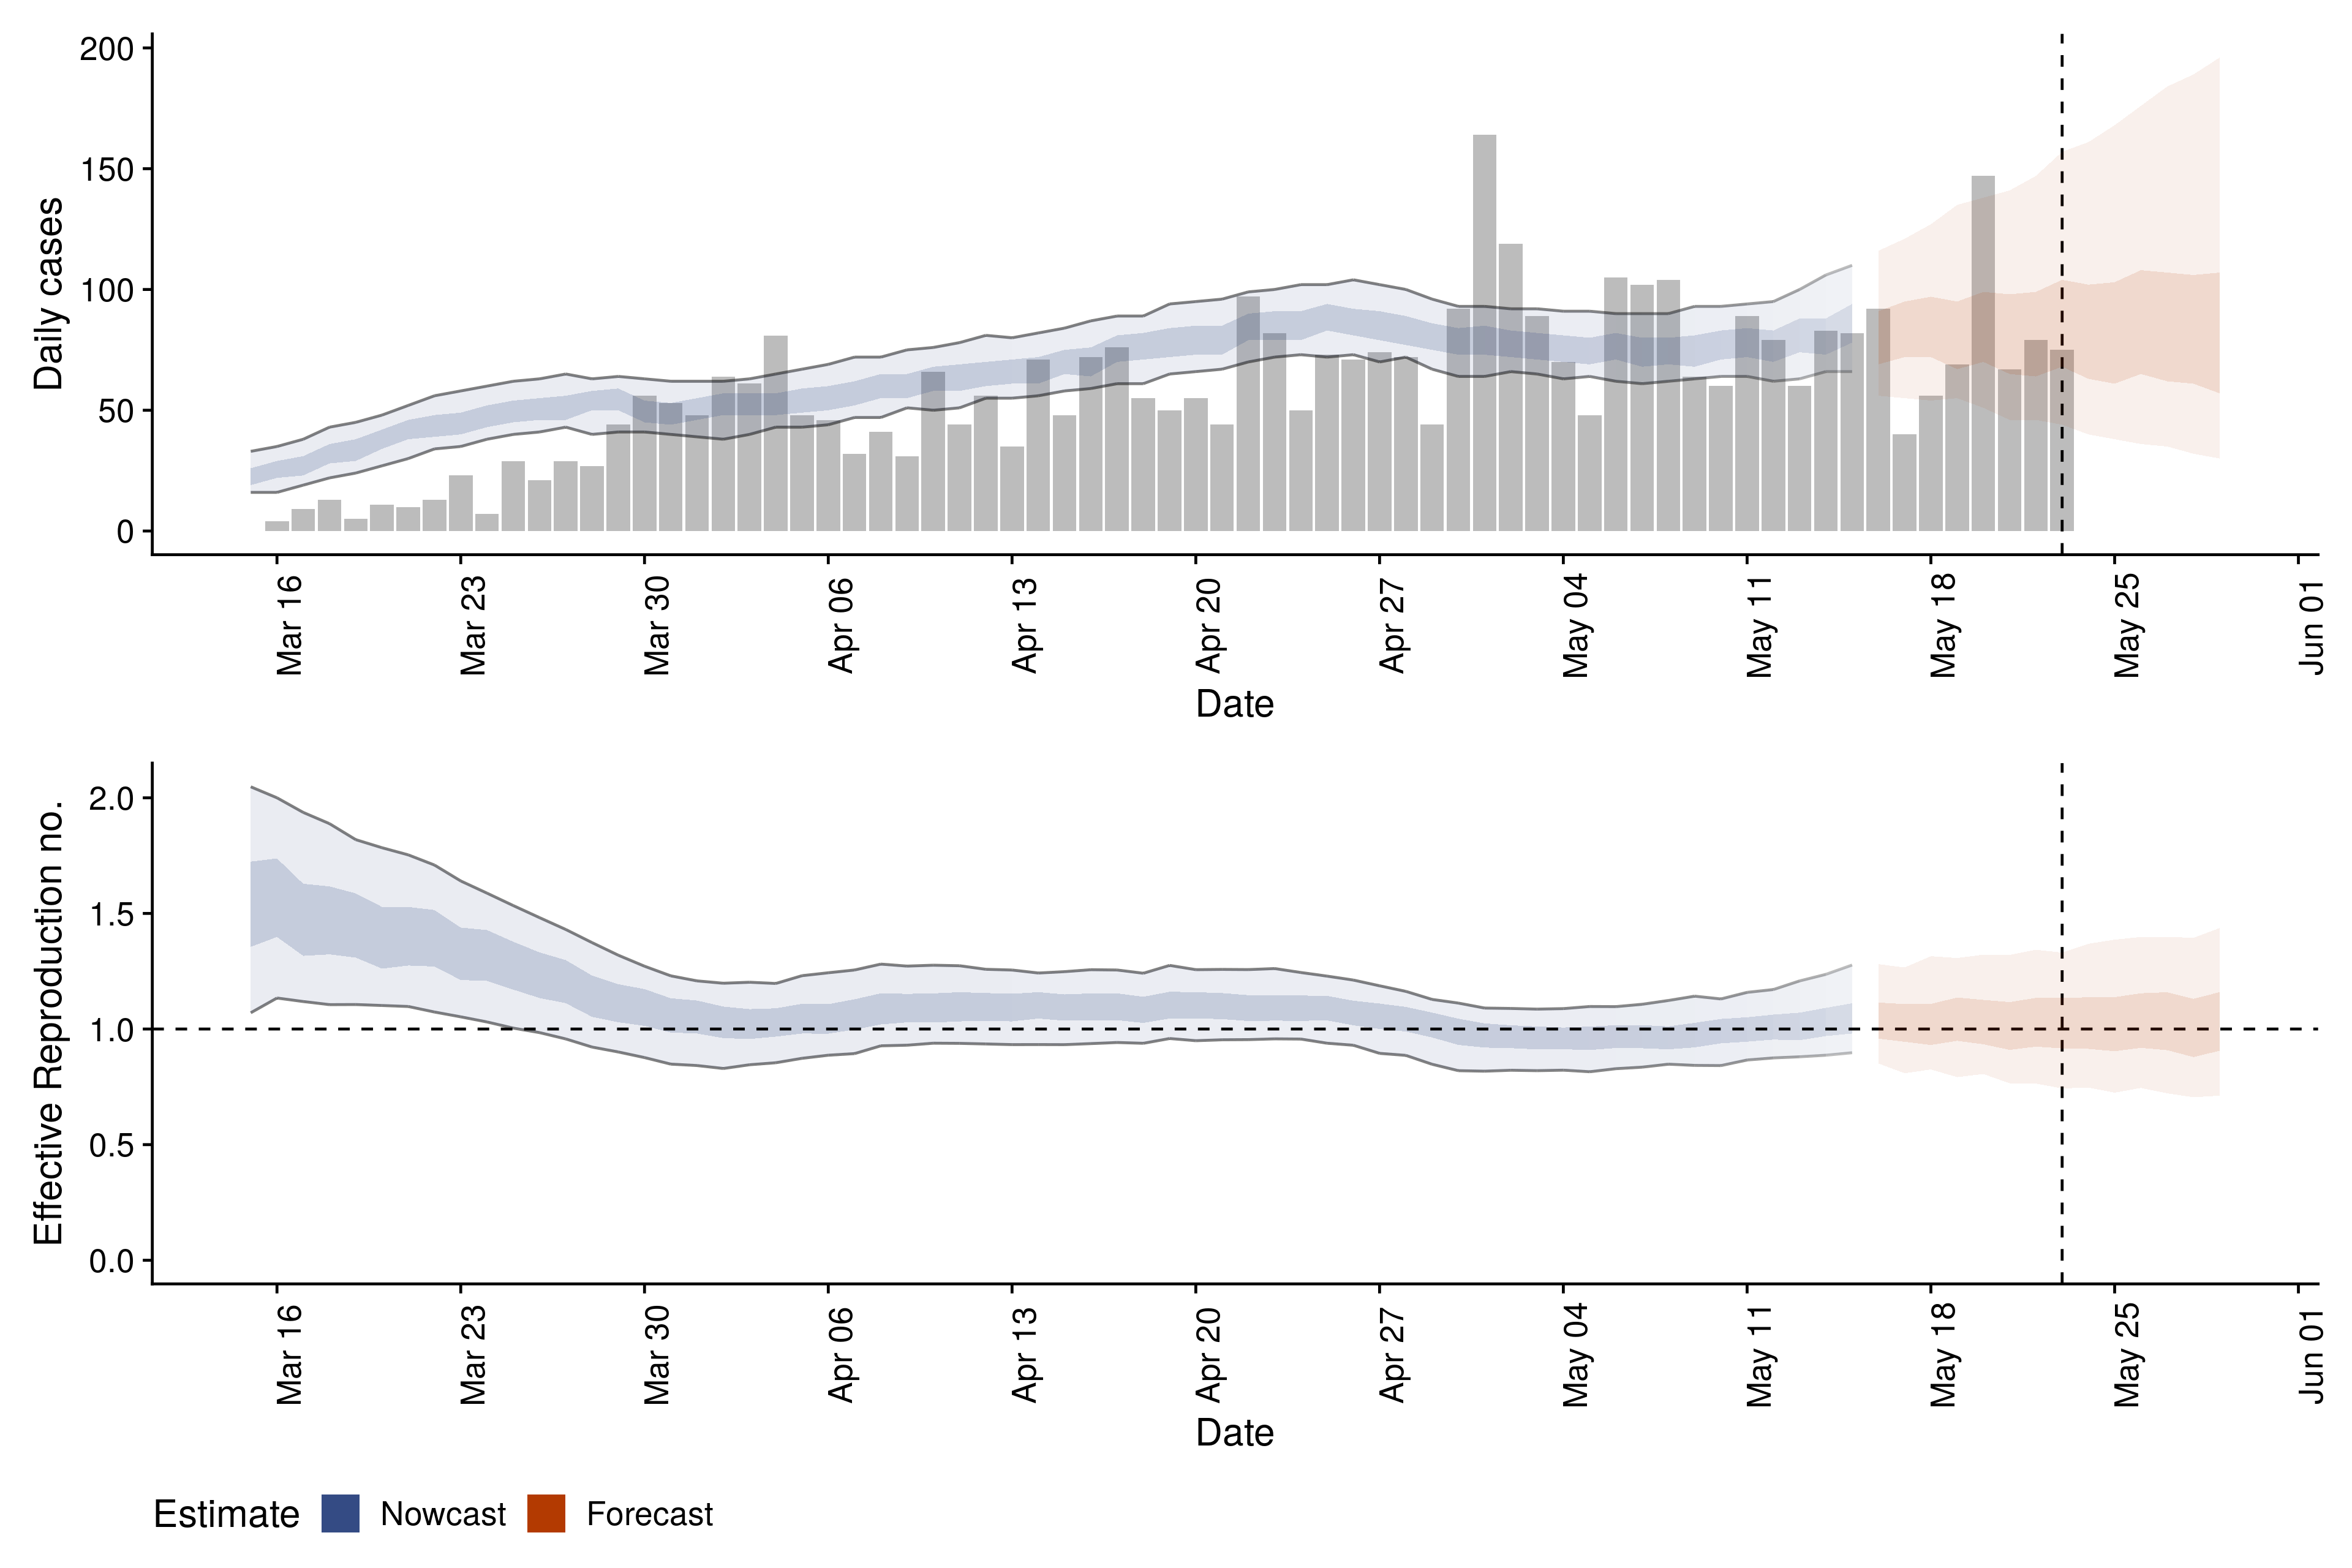 Daily cases
200
150
100
50
0
Mar 16
Mar 23
Mar 30
Apr 06
Apr 13
Apr 20
Apr 27
May 04
May 11
May 18
May 25
Jun 01
Date
Effective Reproduction no.
2.0
1.5
1.0
0.5
0.0
Mar 16
Mar 23
Mar 30
Apr 06
Apr 13
Apr 20
Apr 27
May 04
May 11
May 18
May 25
Jun 01
Date
Estimate Nowcast Forecast